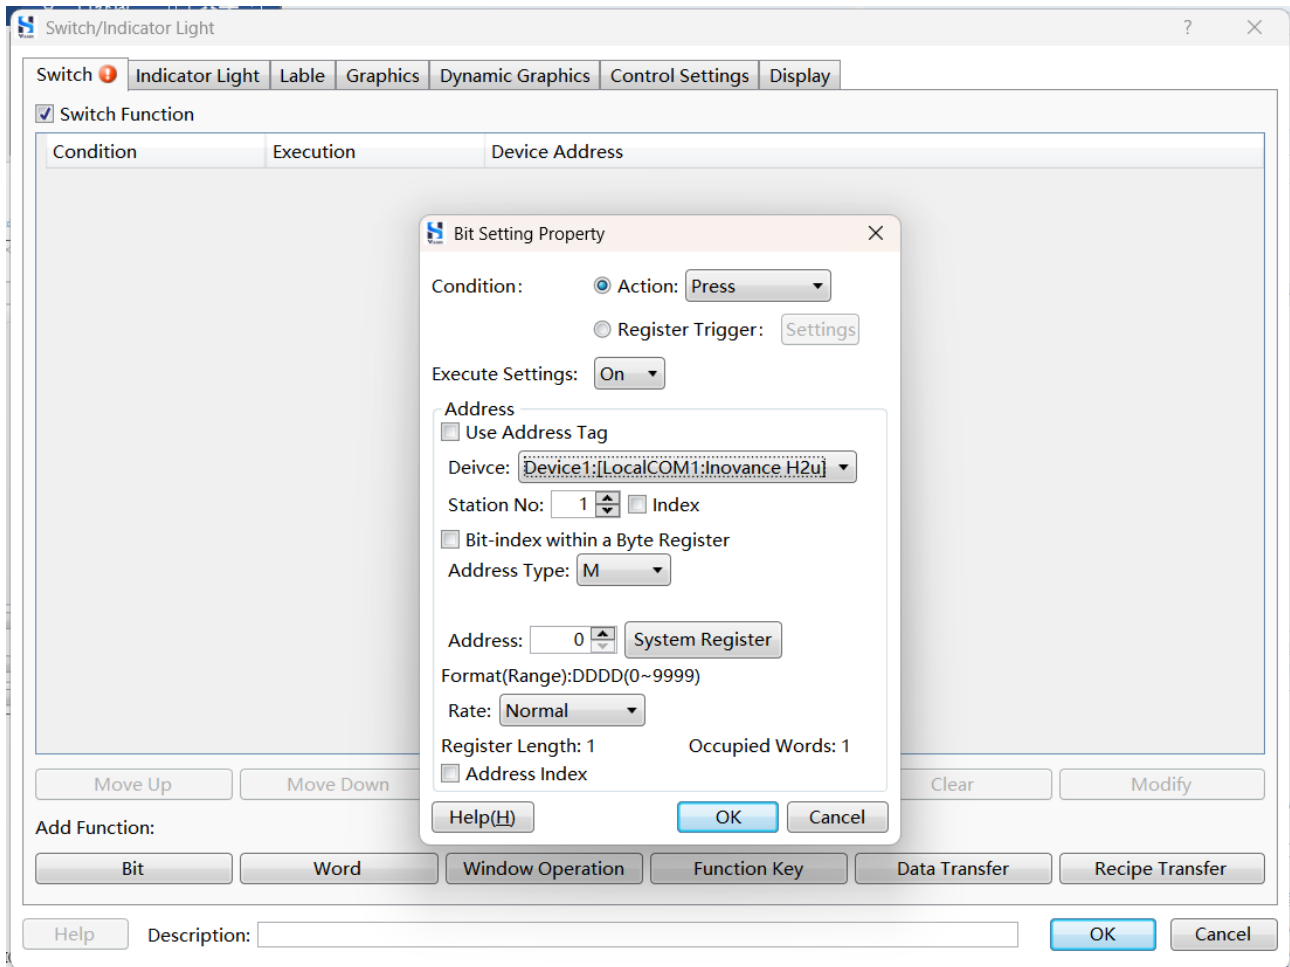 Switch/Indicator Light ?
Switch Indicator Light Lable Graphics Dynamic Graphics Control Settings Display
Switch Function
Condition Execution Device Address
Bit Setting Property
Condition: Action: Press
Register Trigger: Settings
Execute Settings: On
Address
Use Address Tag
Deivce: Device1:[LocalCOM1:Inovance H2u]
Station No: 1 Index
Bit-index within a Byte Register
Address Type: M
Address: 0 System Register
Format(Range):DDDD(0~9999)
Rate: Normal
Register Length: 1 Occupied Words: 1
Address Index
Help(H) OK Cancel
Move Up Move Down Clear Modify
Add Function:
Bit Word Window Operation Function Key Data Transfer Recipe Transfer
Help Description: OK Cancel